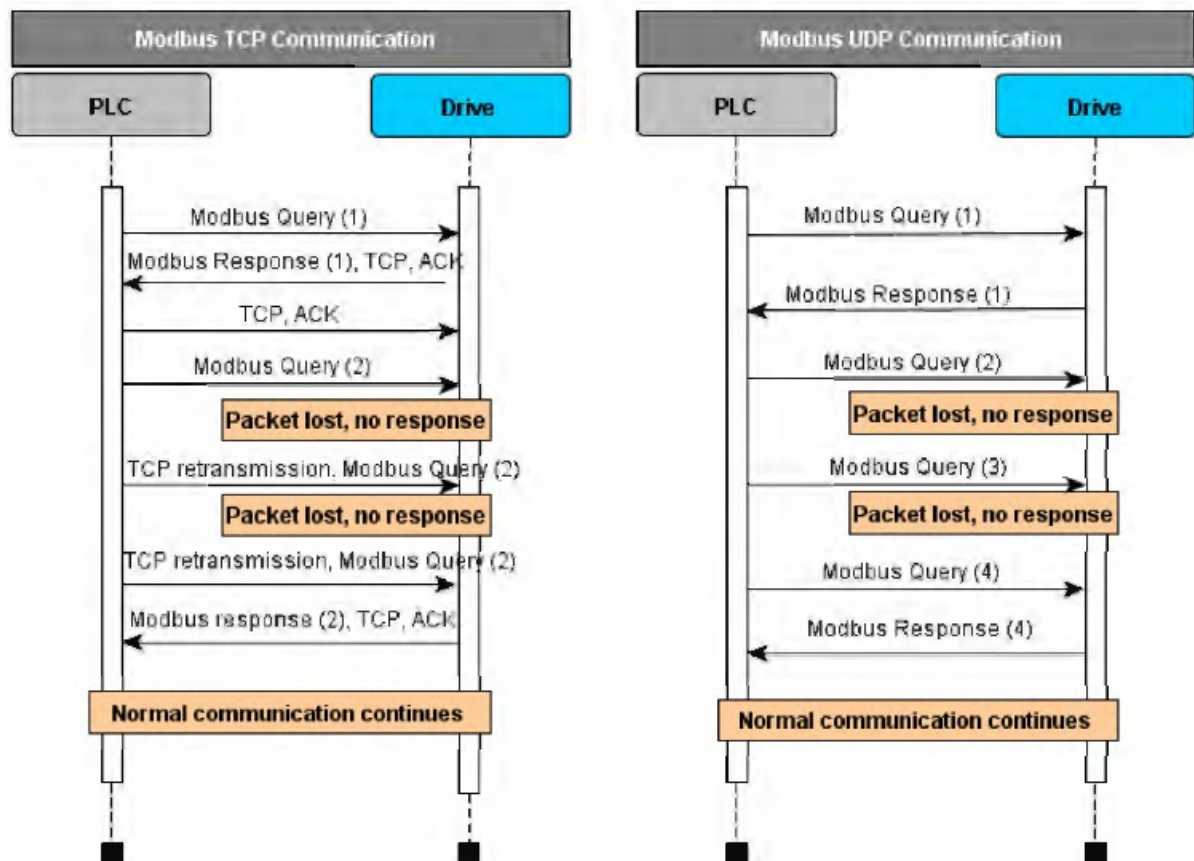 Modbus TCP Communication
PLC
Drive
Modbus Query (1)
Modbus Response (1), TCP, ACK
TCP, ACK
Modbus Query (2)
Packet lost, no response
TCP retransmission, Modbus Query (2)
Packet lost, no response
TCP retransmission, Modbus Query (2)
Modbus response (2), TCP, ACK
Normal communication continues
Modbus UDP Communication
PLC
Drive
Modbus Query (1)
Modbus Response (1)
Modbus Query (2)
Packet lost, no response
Modbus Query (3)
Packet lost, no response
Modbus Query (4)
Modbus Response (4)
Normal communication continues